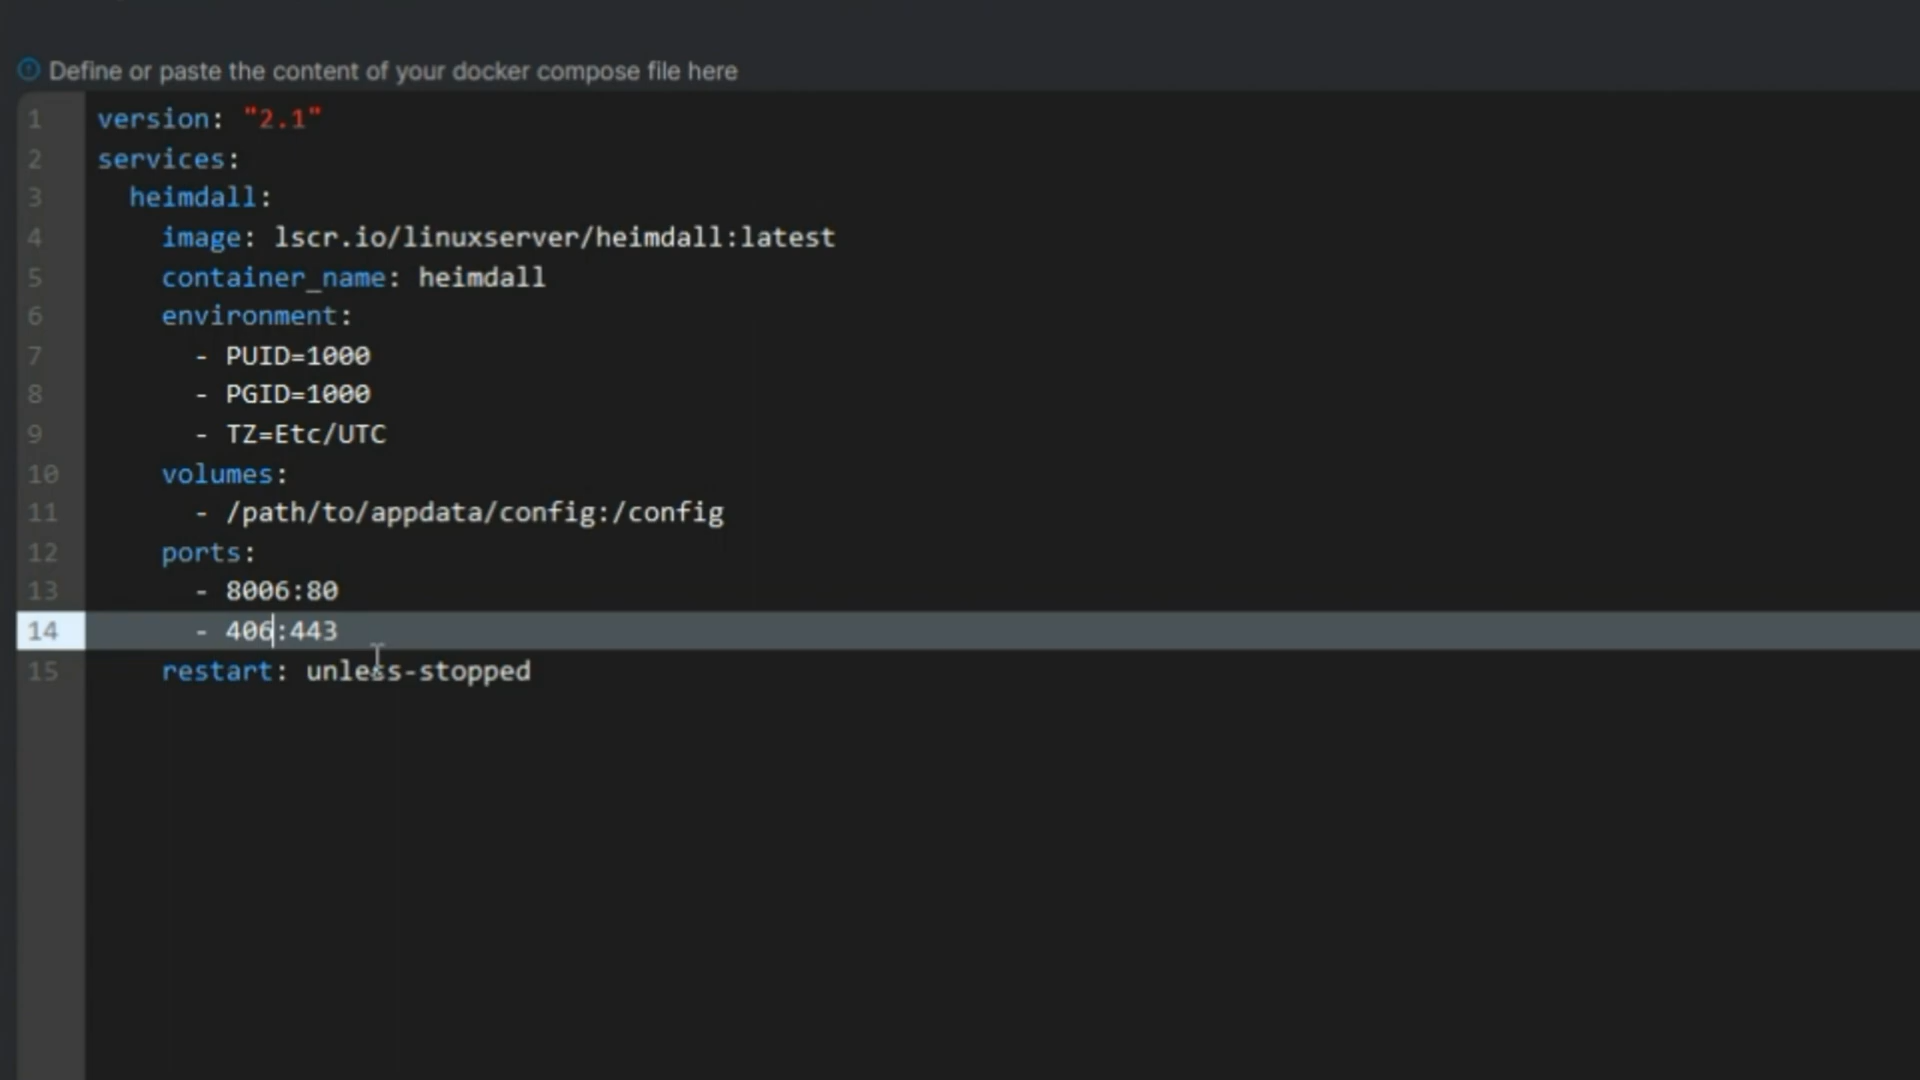 Define or paste the content of your docker compose file here
1 version: "2.1"
2 services:
3   heimdall:
4     image: lscr.io/linuxserver/heimdall:latest
5     container_name: heimdall
6     environment:
7       - PUID=1000
8       - PGID=1000
9       - TZ=Etc/UTC
10     volumes:
11       - /path/to/appdata/config:/config
12     ports:
13       - 8006:80
14       - 406:443
15     restart: unless-stopped